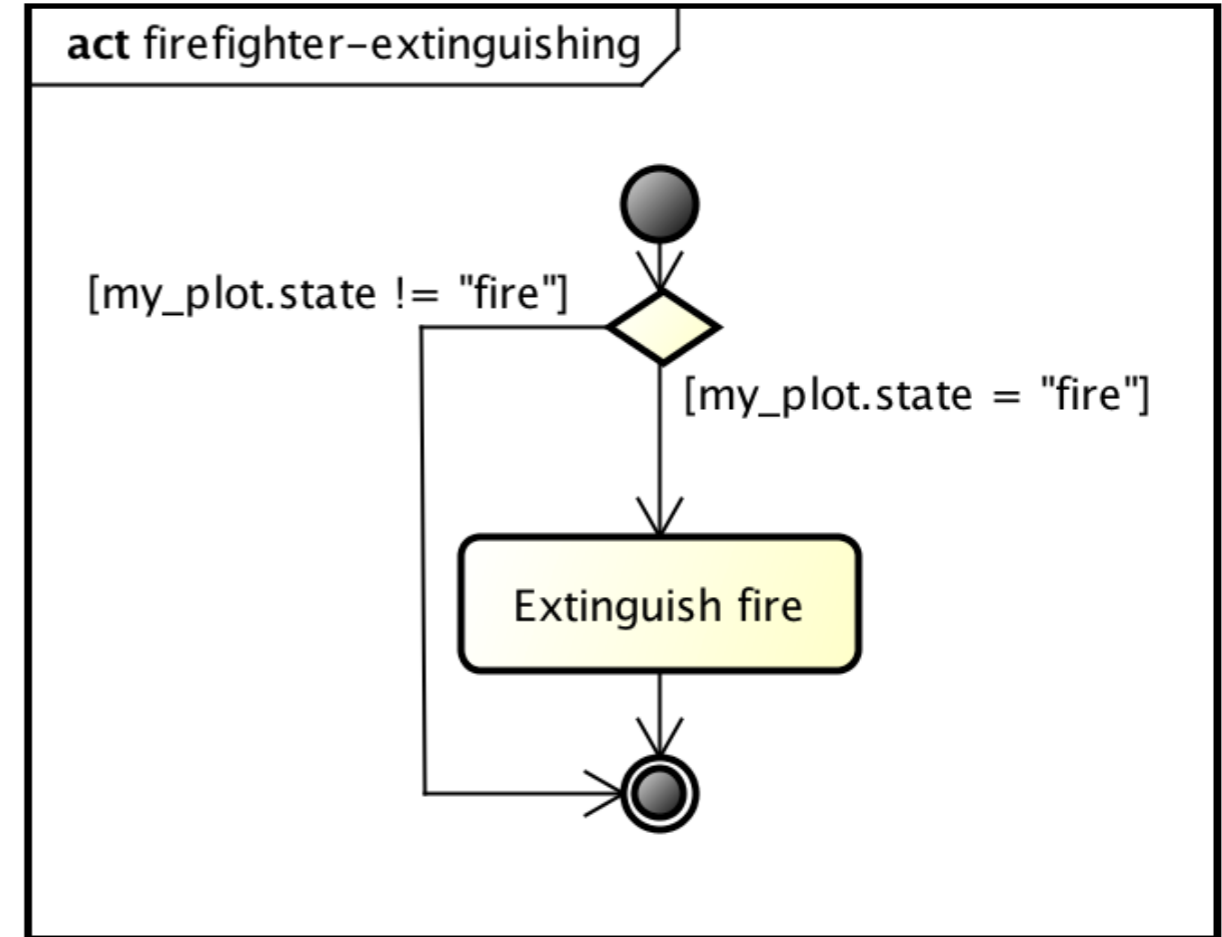 act firefighter-extinguishing
[my_plot.state != "fire"]
[my_plot.state = "fire"]
Extinguish fire